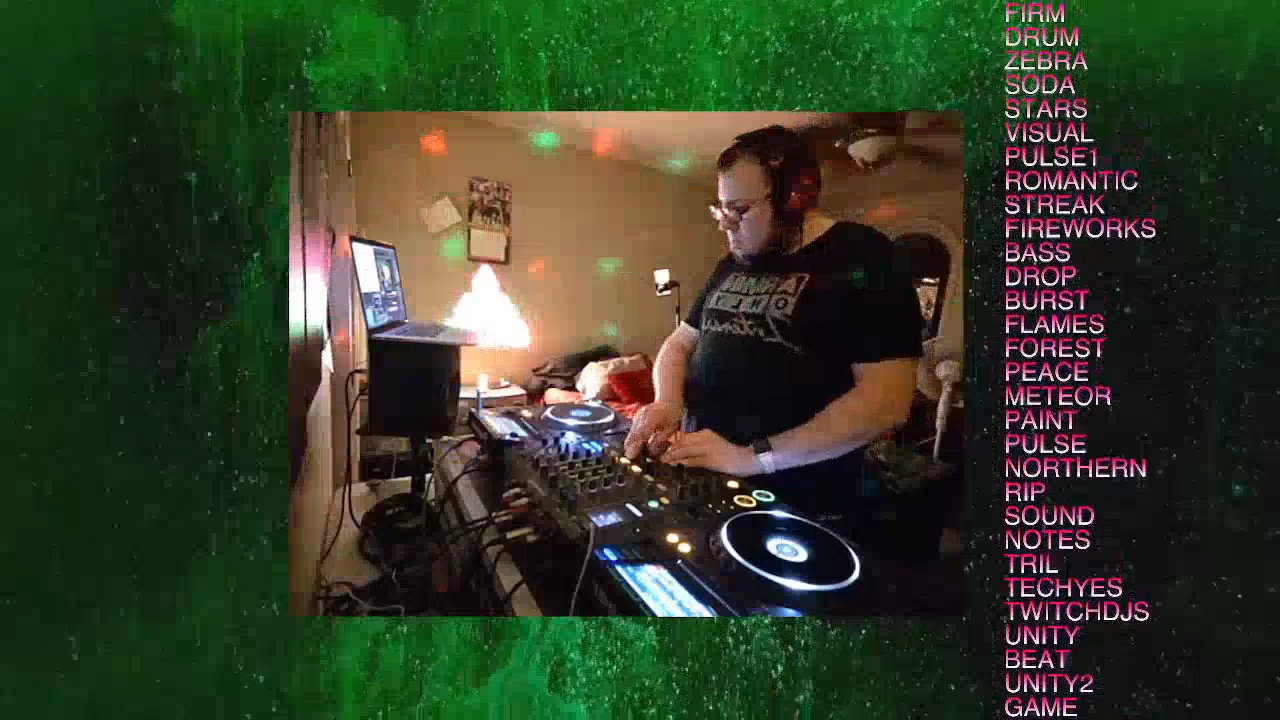 FIRM
DRUM
ZEBRA
SODA
STARS
VISUAL
PULSE1
ROMANTIC
STREAK
FIREWORKS
BASS
DROP
BURST
FLAMES
FOREST
PEACE
METEOR
PAINT
PULSE
NORTHERN
RIP
SOUND
NOTES
TRIL
TECHYES
TWITCHDJS
UNITY
BEAT
UNITY2
GAME